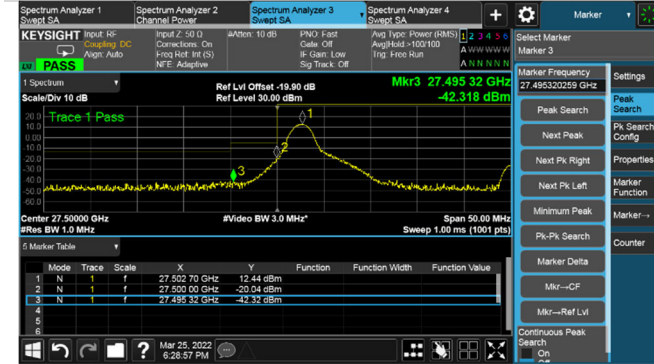 Spectrum Analyzer 1
Swept SA
Spectrum Analyzer 2
Channel Power
Spectrum Analyzer 3
Swept SA
Spectrum Analyzer 4
Swept SA
+
Marker
KEYSIGHT
Input: RF
Coupling: DC
Align: Auto
Input Z: 50 Ω
Corrections: On
Freq Ref: Int (S)
NFE: Adaptive
#Atten: 10 dB
PNO: Fast
Gate: Off
IF Gain: Low
Sig Track: Off
Avg Type: Power (RMS)
Avg|Hold >100/100
Trig: Free Run
1 2 3 4 5 6
A W W W W W
A N N N N N
PASS
Select Marker
Marker 3
1 Spectrum
Scale/Div 10 dB
Ref Lvl Offset -19.90 dB
Ref Level 30.00 dBm
Mkr3 27.495 32 GHz
-42.318 dBm
Marker Frequency
27.495320259 GHz
Settings
Peak Search
Peak
Search
Next Peak
Pk Search
Config
Next Pk Right
Properties
Next Pk Left
Marker
Function
Minimum Peak
Marker→
Pk-Pk Search
Counter
Marker Delta
Mkr→CF
Mkr→Ref Lvl
Continuous Peak
Search
On
Off
Trace 1 Pass
20.0
10.0
0.00
-10.0
-20.0
-30.0
-40.0
-50.0
-60.0
1
2
3
Center 27.50000 GHz
#Res BW 1.0 MHz
#Video BW 3.0 MHz*
Span 50.00 MHz
Sweep 1.00 ms (1001 pts)
5 Marker Table
Mode Trace Scale X Y Function Function Width Function Value
1 N 1 f 27.502 70 GHz 12.44 dBm
2 N 1 f 27.500 00 GHz -20.04 dBm
3 N 1 f 27.495 32 GHz -42.32 dBm
4
5
6
?
Mar 25, 2022
6:28:57 PM